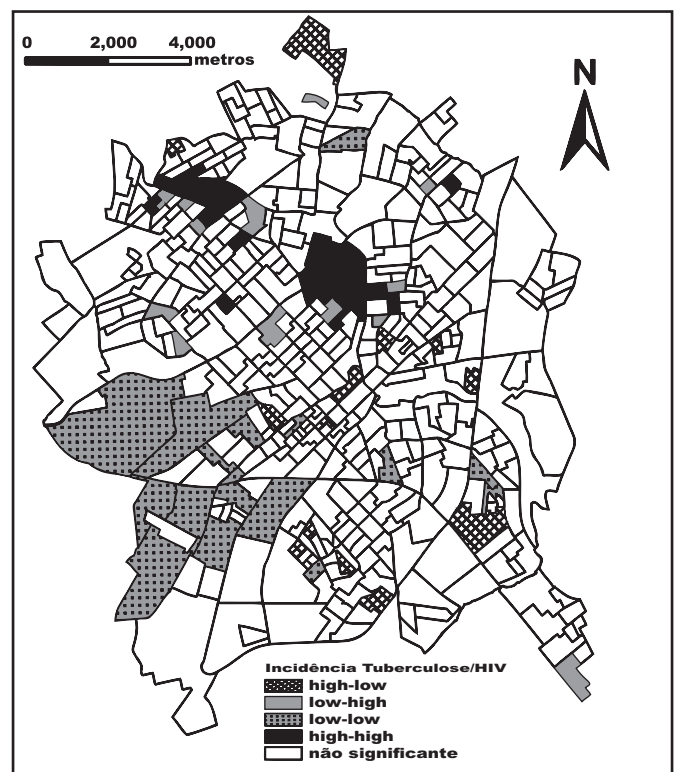 0 2,000 4,000
metros
N
Incidência Tuberculose/HIV
high-low
low-high
low-low
high-high
não significante